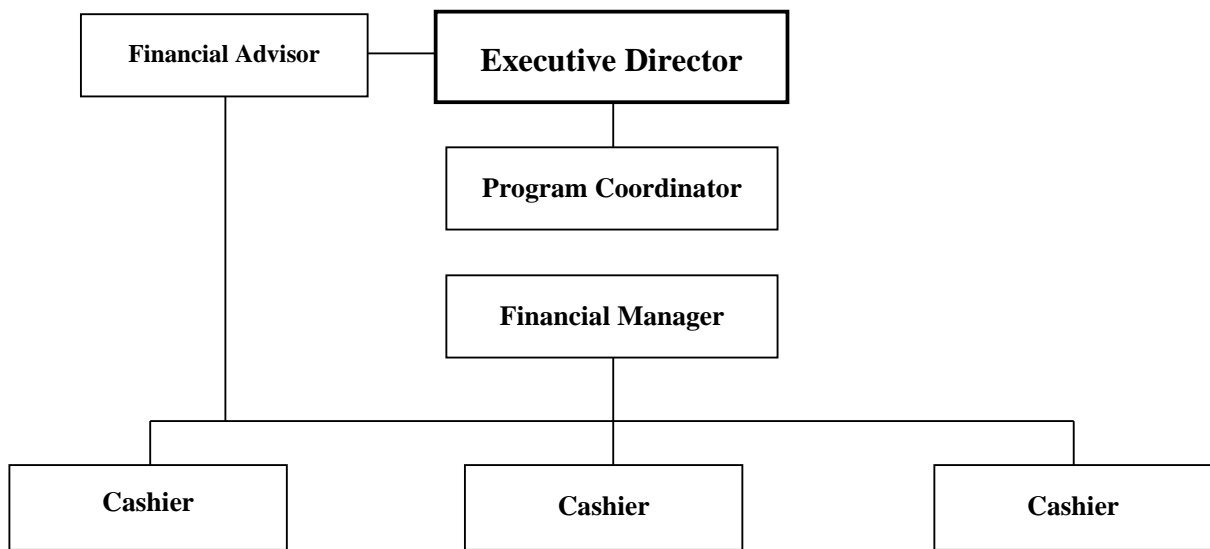 Financial Advisor
Executive Director
Program Coordinator
Financial Manager
Cashier
Cashier
Cashier